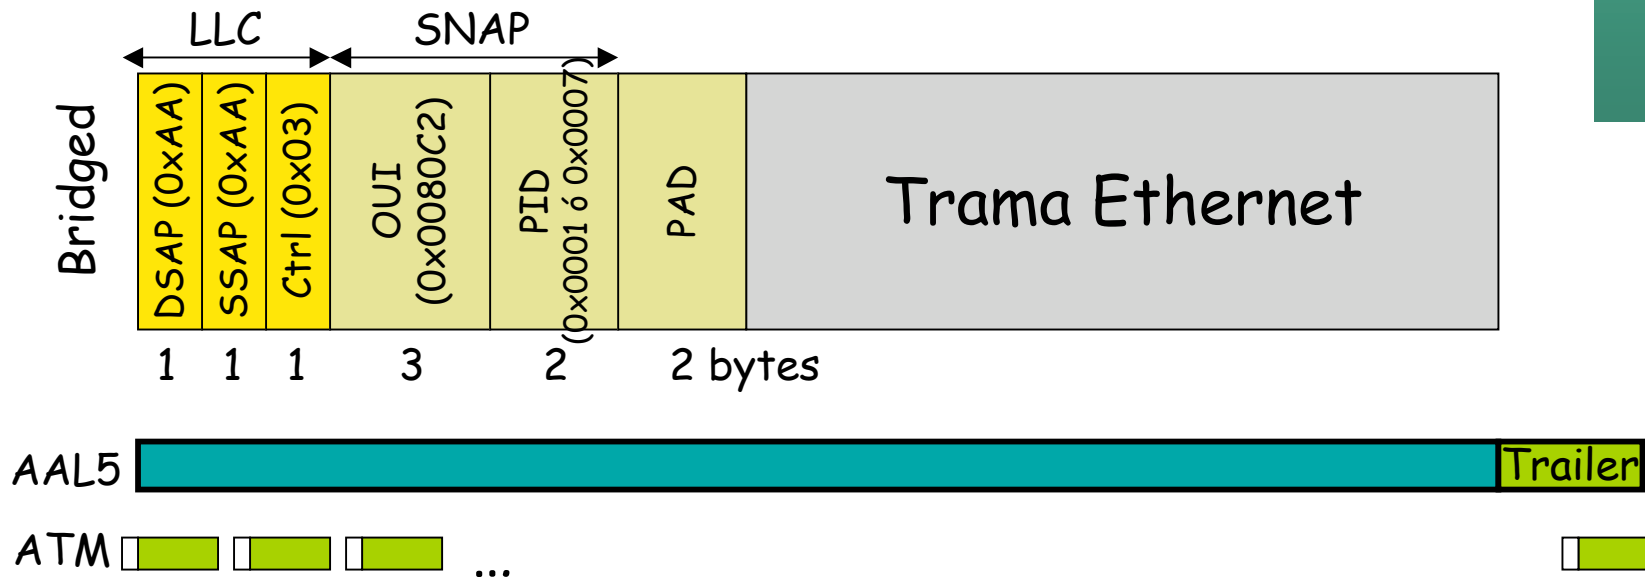 LLC
SNAP
Bridged
DSAP (0xAA)
SSAP (0xAA)
Ctrl (0x03)
OUI
(0x0080C2)
PID
(0x0001 ó 0x0007)
PAD
Trama Ethernet
1 1 1 3 2 2 bytes
AAL5
Trailer
ATM
...